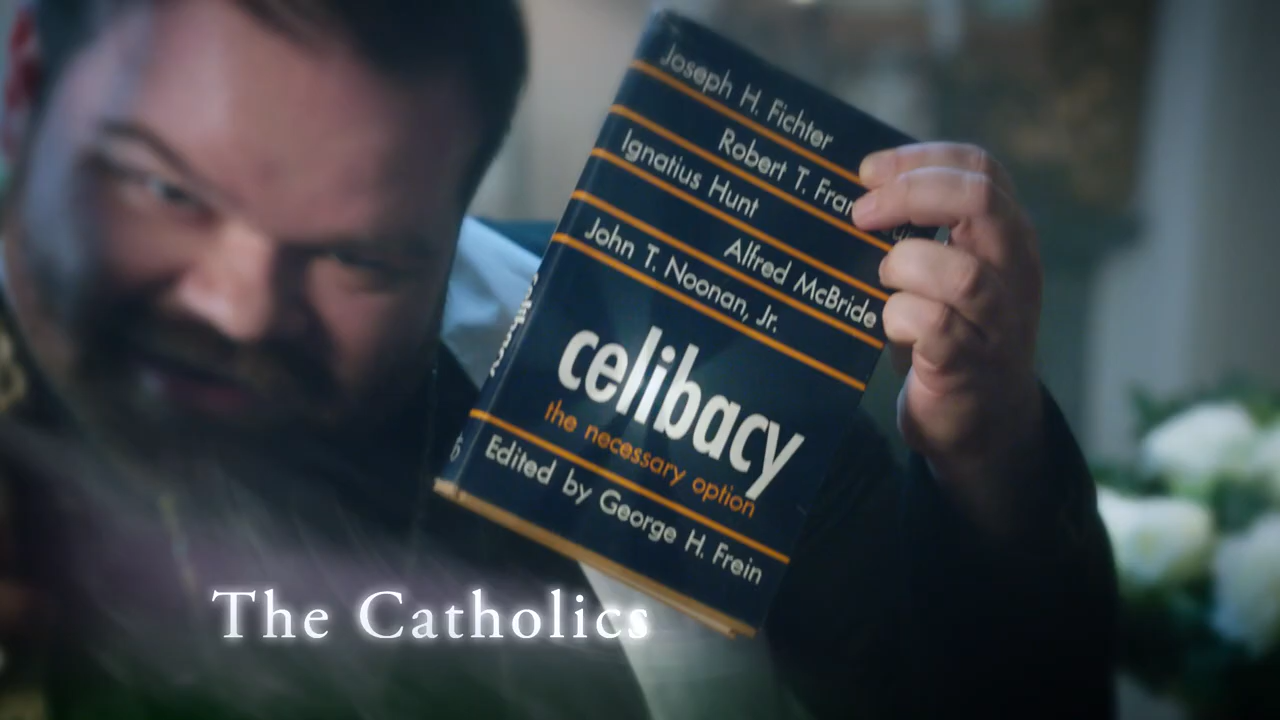 Joseph H. Fichter
Robert T.
Ignatius Hunt
Alfred McBride
John T. Noonan, Jr.
celibacy
the necessary option
Edited by George H. Frein
celibacy
The Catholics